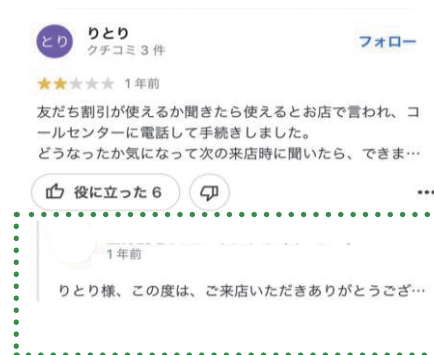 とり
りとり
クチコミ 3 件
フォロー
1 年前
友だち割引が使えるか聞きたら使えるとお店で言われ、コ
ールセンターに電話して手続きしました。
どうなったか気になって次の来店時に聞いたら、できま…
役に立った 6
1 年前
りとり様、この度は、ご来店いただきありがとうござ…